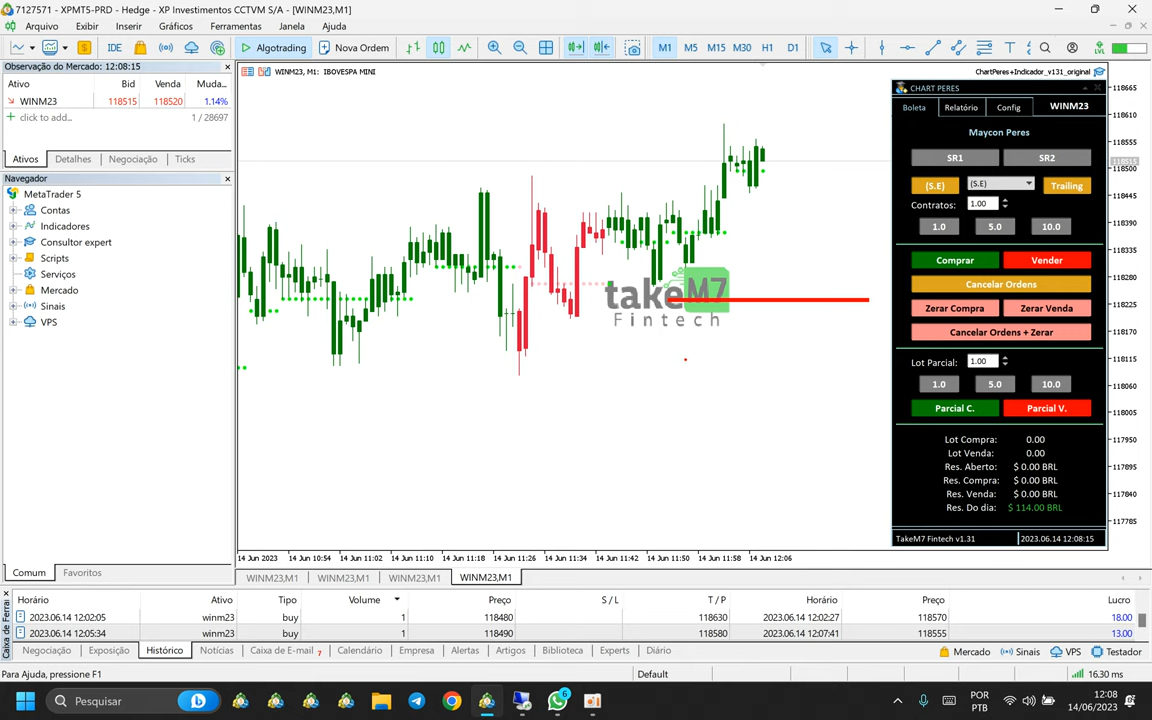 7127571 - XPMT5-PRD - Hedge - XP Investimentos CCTVM S/A - [WINM23,M1]
Arquivo Exibir Inserir Gráficos Ferramentas Janela Ajuda
IDE Algotrading Nova Ordem M1 M5 M15 M30 H1 D1 T LVL
Observação do Mercado: 12:08:15
Ativo Bid Venda Muda...
WINM23 118515 118520 1.14%
click to add... 1 / 28697
Ativos Detalhes Negociação Ticks
Navegador
MetaTrader 5
Contas
Indicadores
Consultor expert
Scripts
Serviços
Mercado
Sinais
VPS
Comum Favoritos
WINM23, M1: IBOVESPA MINI
ChartPeres+Indicador_v131_original
takeM7
Fintech
CHART PERES
Boleta Relatório Config WINM23
Maycon Peres
SR1 SR2
(S.E) (S.E) Trailing
Contratos: 1.00
1.0 5.0 10.0
Comprar Vender
Cancelar Ordens
Zerar Compra Zerar Venda
Cancelar Ordens + Zerar
Lot Parcial: 1.00
1.0 5.0 10.0
Parcial C. Parcial V.
Lot Compra: 0.00
Lot Venda: 0.00
Res. Aberto: $ 0.00 BRL
Res. Compra: $ 0.00 BRL
Res. Venda: $ 0.00 BRL
Res. Do dia: $ 114.00 BRL
TakeM7 Fintech v1.31 2023.06.14 12:08:15
118665
118610
118555
118515
118500
118445
118390
118335
118280
118225
118170
118115
118060
118005
117950
117895
117840
117785
14 Jun 2023 14 Jun 10:54 14 Jun 11:02 14 Jun 11:10 14 Jun 11:18 14 Jun 11:26 14 Jun 11:34 14 Jun 11:42 14 Jun 11:50 14 Jun 11:58 14 Jun 12:06
WINM23,M1 WINM23,M1 WINM23,M1 WINM23,M1
Caixa de Ferra
Horário Ativo Tipo Volume Preço S / L T / P Horário Preço Lucro
2023.06.14 12:02:05 winm23 buy 1 118480 118630 2023.06.14 12:02:27 118570 18.00
2023.06.14 12:05:34 winm23 buy 1 118490 118580 2023.06.14 12:07:41 118555 13.00
Negociação Exposição Histórico Notícias Caixa de E-mail 7 Calendário Empresa Alertas Artigos Biblioteca Experts Diário
Mercado Sinais VPS Testador
Para Ajuda, pressione F1 Default 16.30 ms
Pesquisar 6 POR PTB 12:08 14/06/2023